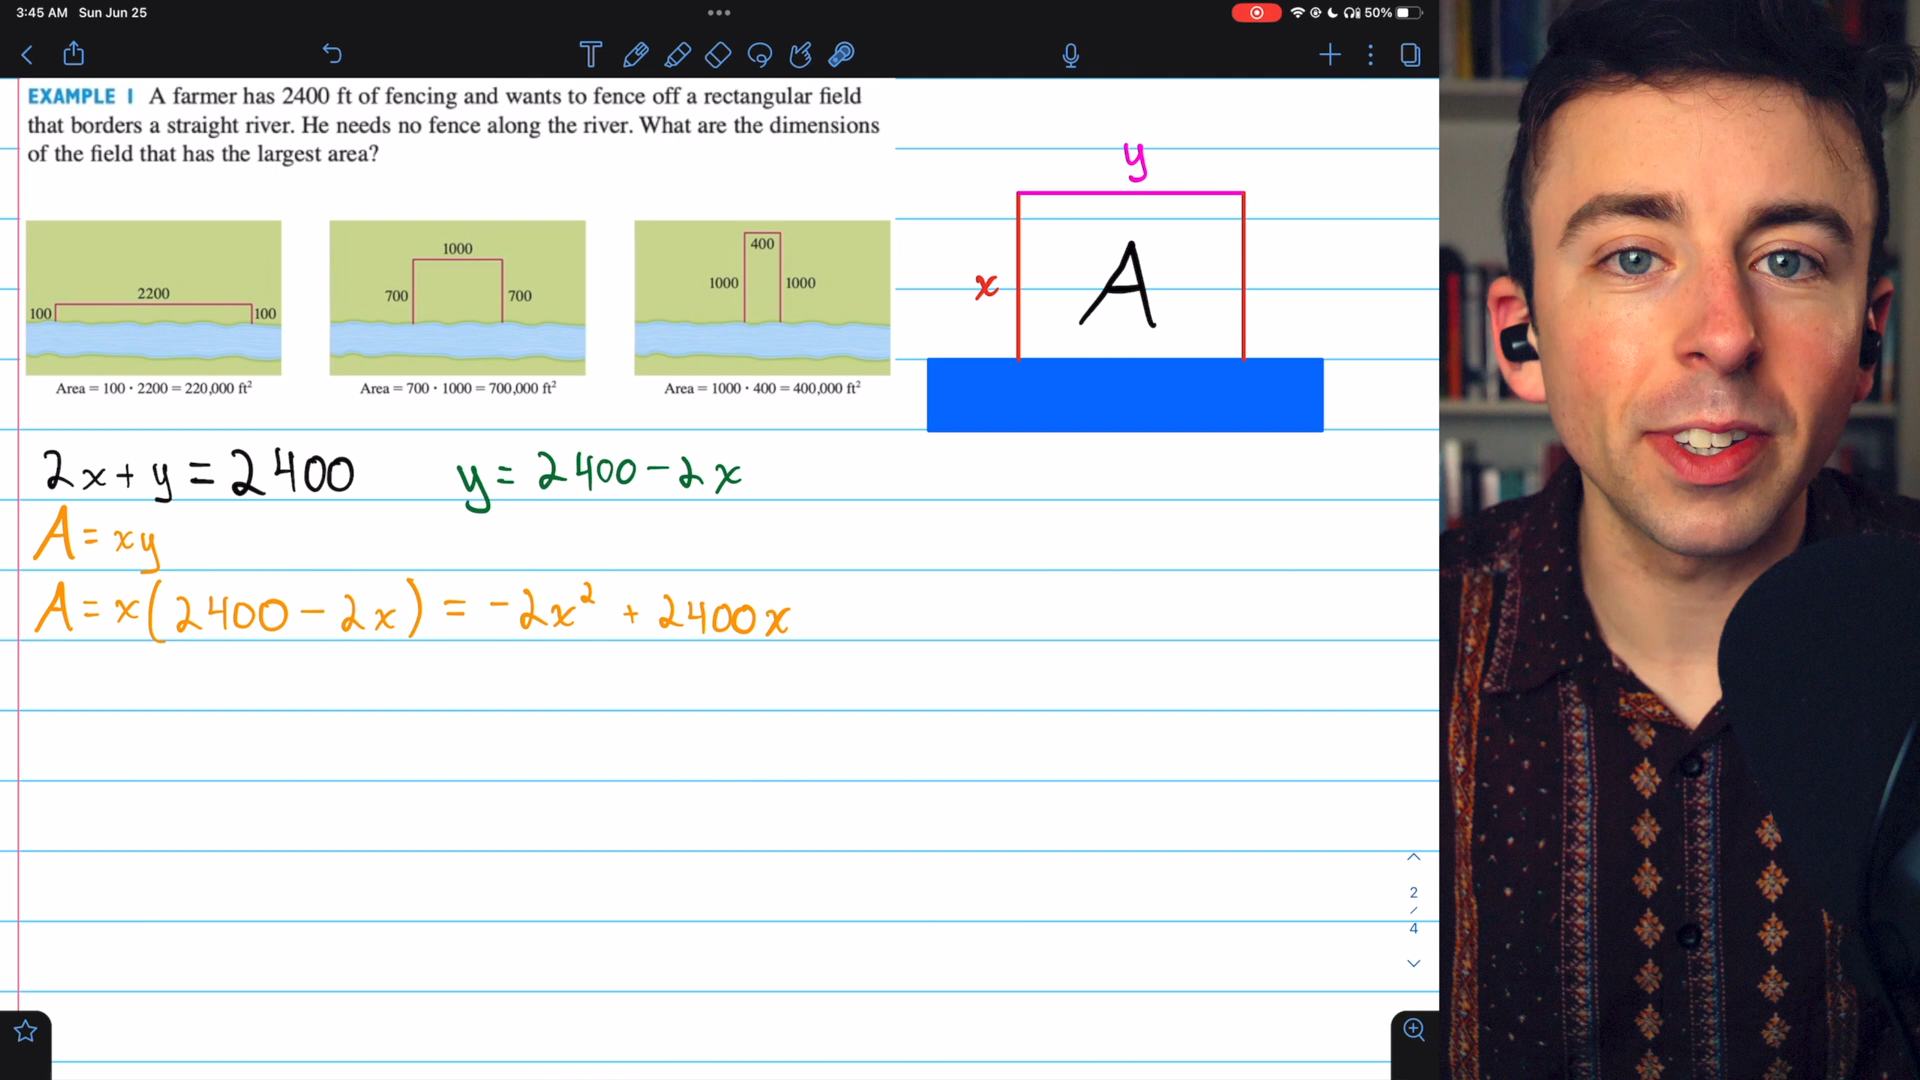 3:45 AM Sun Jun 25
50%
EXAMPLE 1 A farmer has 2400 ft of fencing and wants to fence off a rectangular field
that borders a straight river. He needs no fence along the river. What are the dimensions
of the field that has the largest area?
2200
100
100
Area = 100 · 2200 = 220,000 ft²
1000
700
700
Area = 700 · 1000 = 700,000 ft²
400
1000
1000
Area = 1000 · 400 = 400,000 ft²
y
x
A
2x + y = 2400
y = 2400 - 2x
A = xy
A = x(2400 - 2x) = -2x² + 2400x
2
/
4